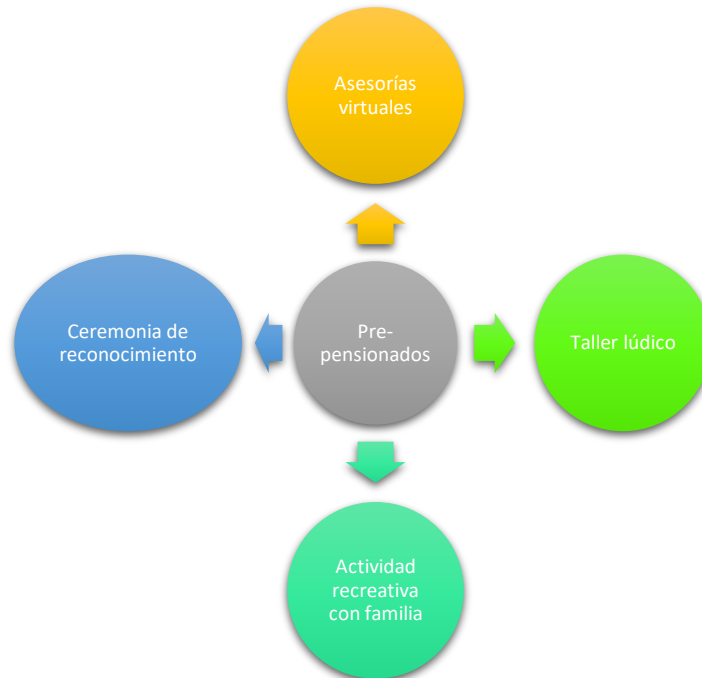 Asesorías
virtuales
Ceremonia de
reconocimiento
Pre-
pensionados
Taller lúdico
Actividad
recreativa
con familia